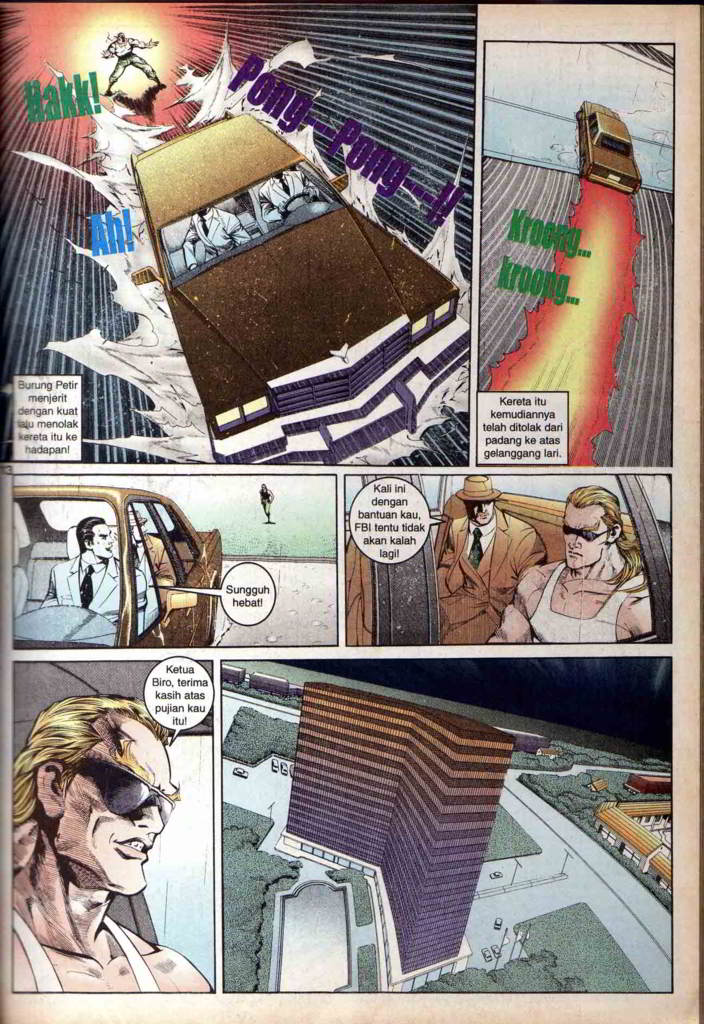 Hakk!
Pong---Pong---!!
Ah!
Burung Petir
menjerit
dengan kuat
lalu menolak
kereta itu ke
hadapan!
Kroong...
kroong...
Kereta itu
kemudiannya
telah ditolak dari
padang ke atas
gelanggang lari.
Sungguh
hebat!
Kali ini
dengan
bantuan kau,
FBI tentu tidak
akan kalah
lagi!
Ketua
Biro, terima
kasih atas
pujian kau
itu!